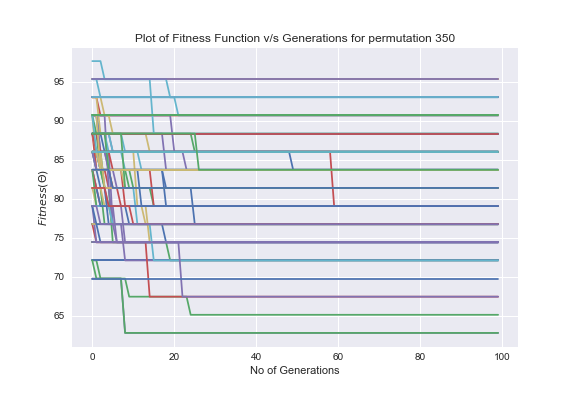 Plot of Fitness Function v/s Generations for permutation 350
Fitness(Θ)
95
90
85
80
75
70
65
0 20 40 60 80 100
No of Generations